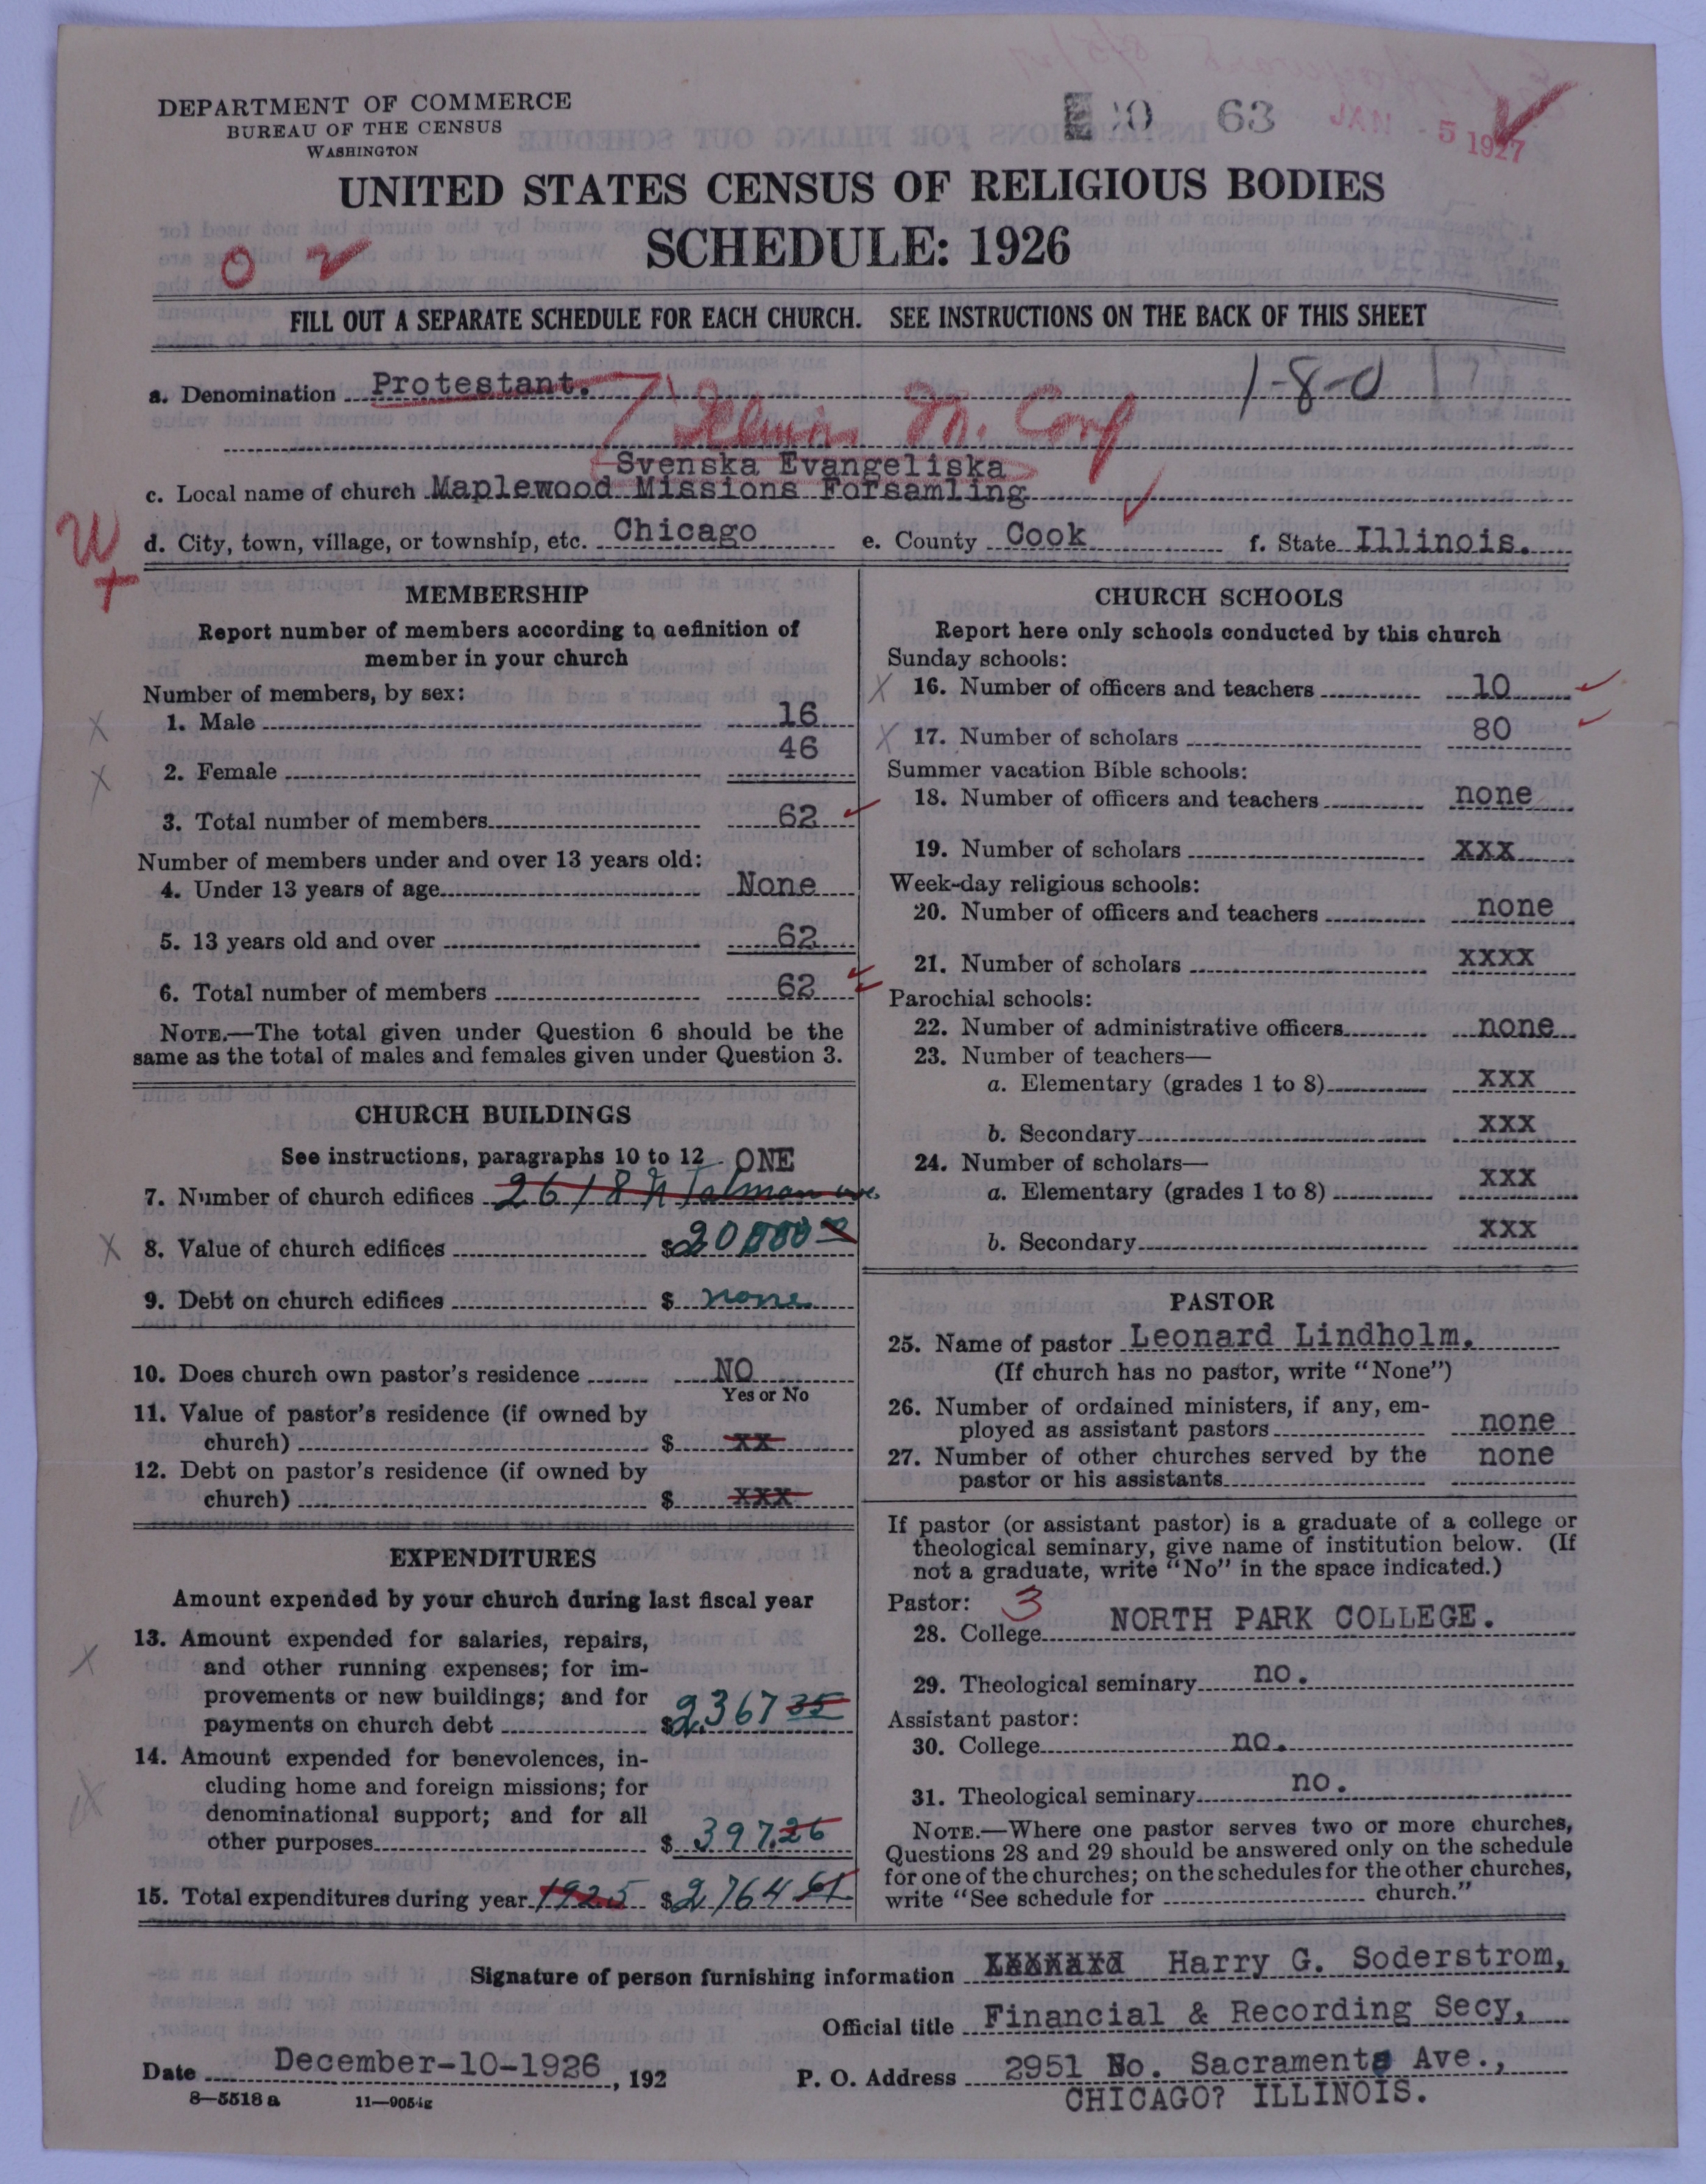 DEPARTMENT OF COMMERCE
BUREAU OF THE CENSUS
WASHINGTON
63 JAN - 5 1927
UNITED STATES CENSUS OF RELIGIOUS BODIES
SCHEDULE: 1926
FILL OUT A SEPARATE SCHEDULE FOR EACH CHURCH. SEE INSTRUCTIONS ON THE BACK OF THIS SHEET
a. Denomination Protestant. 1-8-0
Svenska Evangeliska
c. Local name of church Maplewood Missions Forsamling
W
d. City, town, village, or township, etc. Chicago e. County Cook f. State Illinois.
MEMBERSHIP
Report number of members according to definition of
member in your church
Number of members, by sex:
1. Male 16
2. Female 46
3. Total number of members 62
Number of members under and over 13 years old:
4. Under 13 years of age None
5. 13 years old and over 62
6. Total number of members 62
NOTE.—The total given under Question 6 should be the
same as the total of males and females given under Question 3.
CHURCH BUILDINGS
See instructions, paragraphs 10 to 12 ONE
7. Number of church edifices 2618 N Talman ave.
8. Value of church edifices $20,000
9. Debt on church edifices $ none
10. Does church own pastor's residence NO
Yes or No
11. Value of pastor's residence (if owned by
church) $ xx
12. Debt on pastor's residence (if owned by
church) $ xxx
EXPENDITURES
Amount expended by your church during last fiscal year
13. Amount expended for salaries, repairs,
and other running expenses; for im-
provements or new buildings; and for
payments on church debt $2,367 35
14. Amount expended for benevolences, in-
cluding home and foreign missions; for
denominational support; and for all
other purposes $ 397.26
15. Total expenditures during year 1925 $2764 61
CHURCH SCHOOLS
Report here only schools conducted by this church
Sunday schools:
16. Number of officers and teachers 10
17. Number of scholars 80
Summer vacation Bible schools:
18. Number of officers and teachers none
19. Number of scholars xxx
Week-day religious schools:
20. Number of officers and teachers none
21. Number of scholars xxxx
Parochial schools:
22. Number of administrative officers none
23. Number of teachers—
a. Elementary (grades 1 to 8) xxx
b. Secondary xxx
24. Number of scholars—
a. Elementary (grades 1 to 8) xxx
b. Secondary xxx
PASTOR
25. Name of pastor Leonard Lindholm.
(If church has no pastor, write "None")
26. Number of ordained ministers, if any, em-
ployed as assistant pastors none
27. Number of other churches served by the none
pastor or his assistants
If pastor (or assistant pastor) is a graduate of a college or
theological seminary, give name of institution below. (If
not a graduate, write "No" in the space indicated.)
Pastor: 3
28. College NORTH PARK COLLEGE.
29. Theological seminary no.
Assistant pastor:
30. College no.
31. Theological seminary no.
NOTE.—Where one pastor serves two or more churches,
Questions 28 and 29 should be answered only on the schedule
for one of the churches; on the schedules for the other churches,
write "See schedule for church."
Signature of person furnishing information Harry G. Soderstrom,
Official title Financial & Recording Secy,
Date December-10-1926, 192 P. O. Address 2951 No. Sacramento Ave.,
8—5518 a 11—9054g CHICAGO? ILLINOIS.